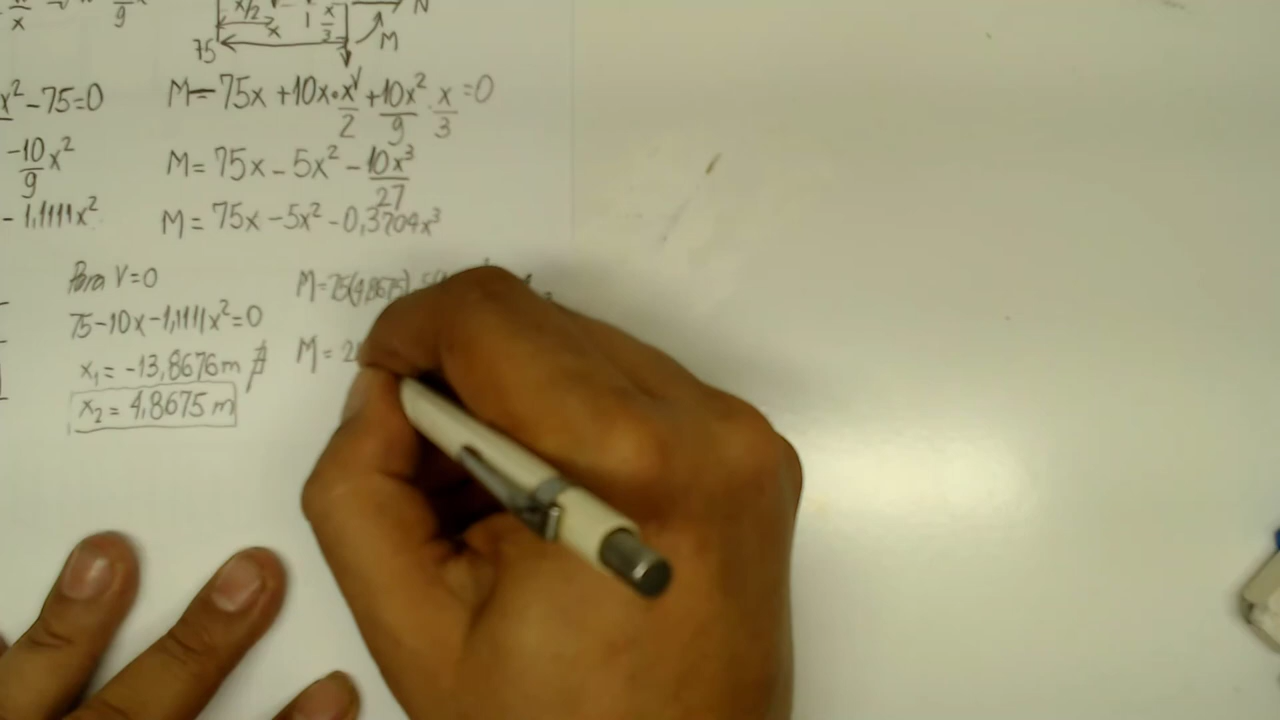 x
9
x/2
x
1
x/3
N
M
75
x² - 75 = 0
M - 75x + 10x · x/2 + 10x²/9 · x/3 = 0
-10/9 x²
M = 75x - 5x² - 10x³/27
- 1,1111x²
M = 75x - 5x² - 0,3704x³
Para V = 0
M = 75(4,8675)
75 - 10x - 1,1111x² = 0
x₁ = -13,8676 m ∄
M = 2
x₂ = 4,8675 m